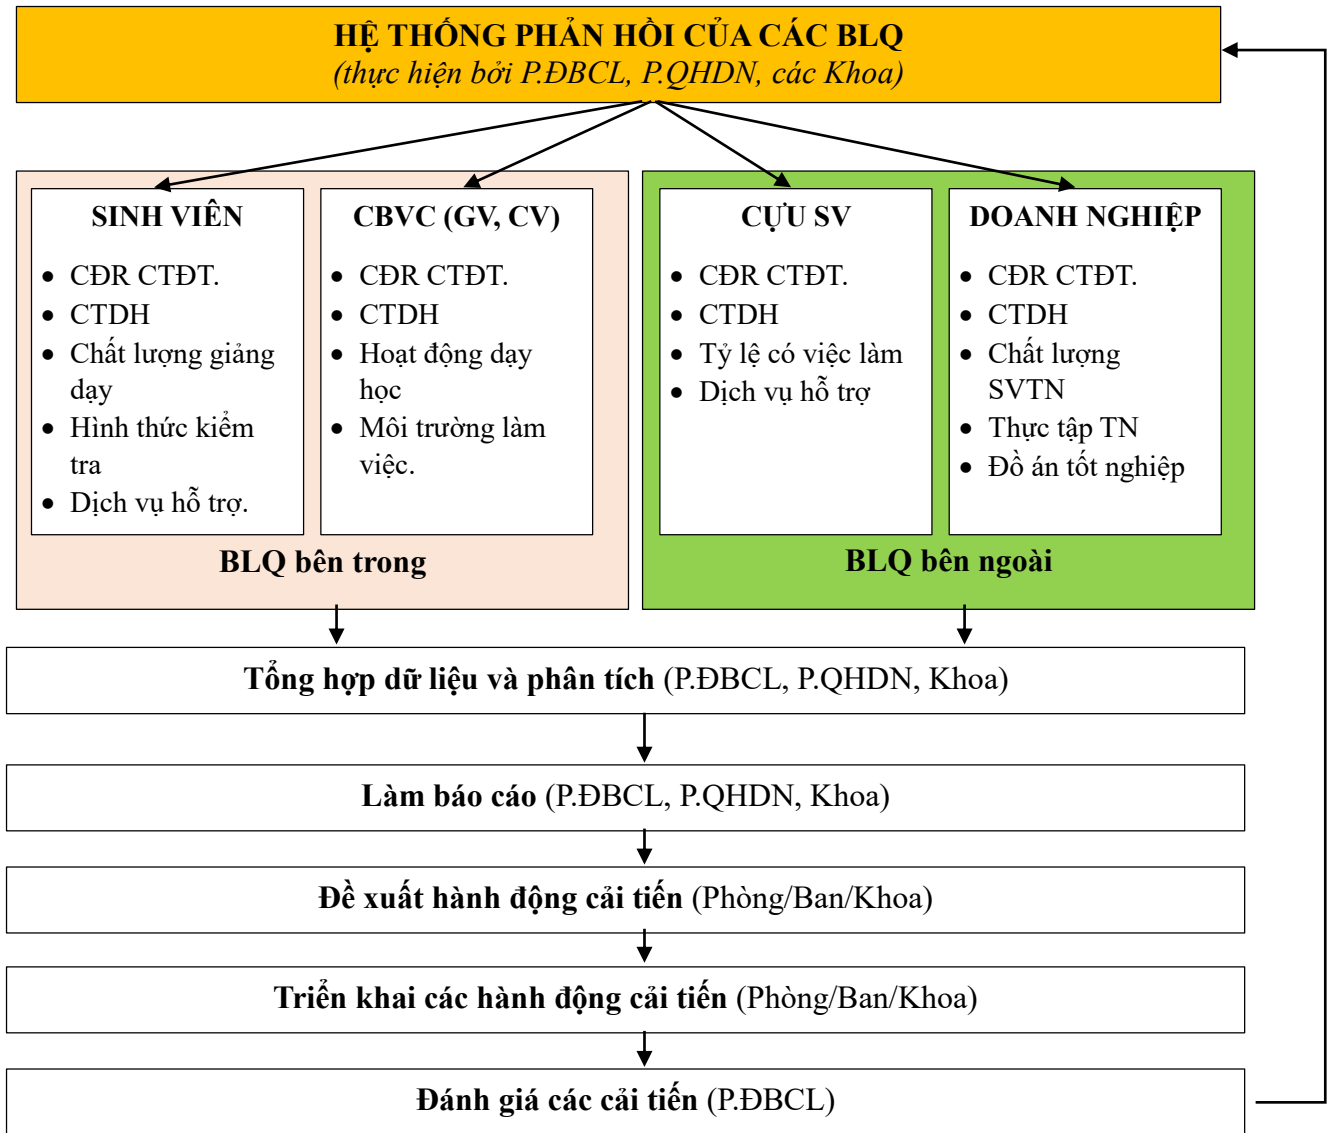 HỆ THỐNG PHẢN HỒI CỦA CÁC BLQ
(thực hiện bởi P.ĐBCL, P.QHDN, các Khoa)
SINH VIÊN
• CĐR CTĐT.
• CTDH
• Chất lượng giảng
dạy
• Hình thức kiểm
tra
• Dịch vụ hỗ trợ.
CBVC (GV, CV)
• CĐR CTĐT.
• CTDH
• Hoạt động dạy
học
• Môi trường làm
việc.
BLQ bên trong
CỰU SV
• CĐR CTĐT.
• CTDH
• Tỷ lệ có việc làm
• Dịch vụ hỗ trợ
DOANH NGHIỆP
• CĐR CTĐT.
• CTDH
• Chất lượng
SVTN
• Thực tập TN
• Đồ án tốt nghiệp
BLQ bên ngoài
Tổng hợp dữ liệu và phân tích (P.ĐBCL, P.QHDN, Khoa)
Làm báo cáo (P.ĐBCL, P.QHDN, Khoa)
Đề xuất hành động cải tiến (Phòng/Ban/Khoa)
Triển khai các hành động cải tiến (Phòng/Ban/Khoa)
Đánh giá các cải tiến (P.ĐBCL)